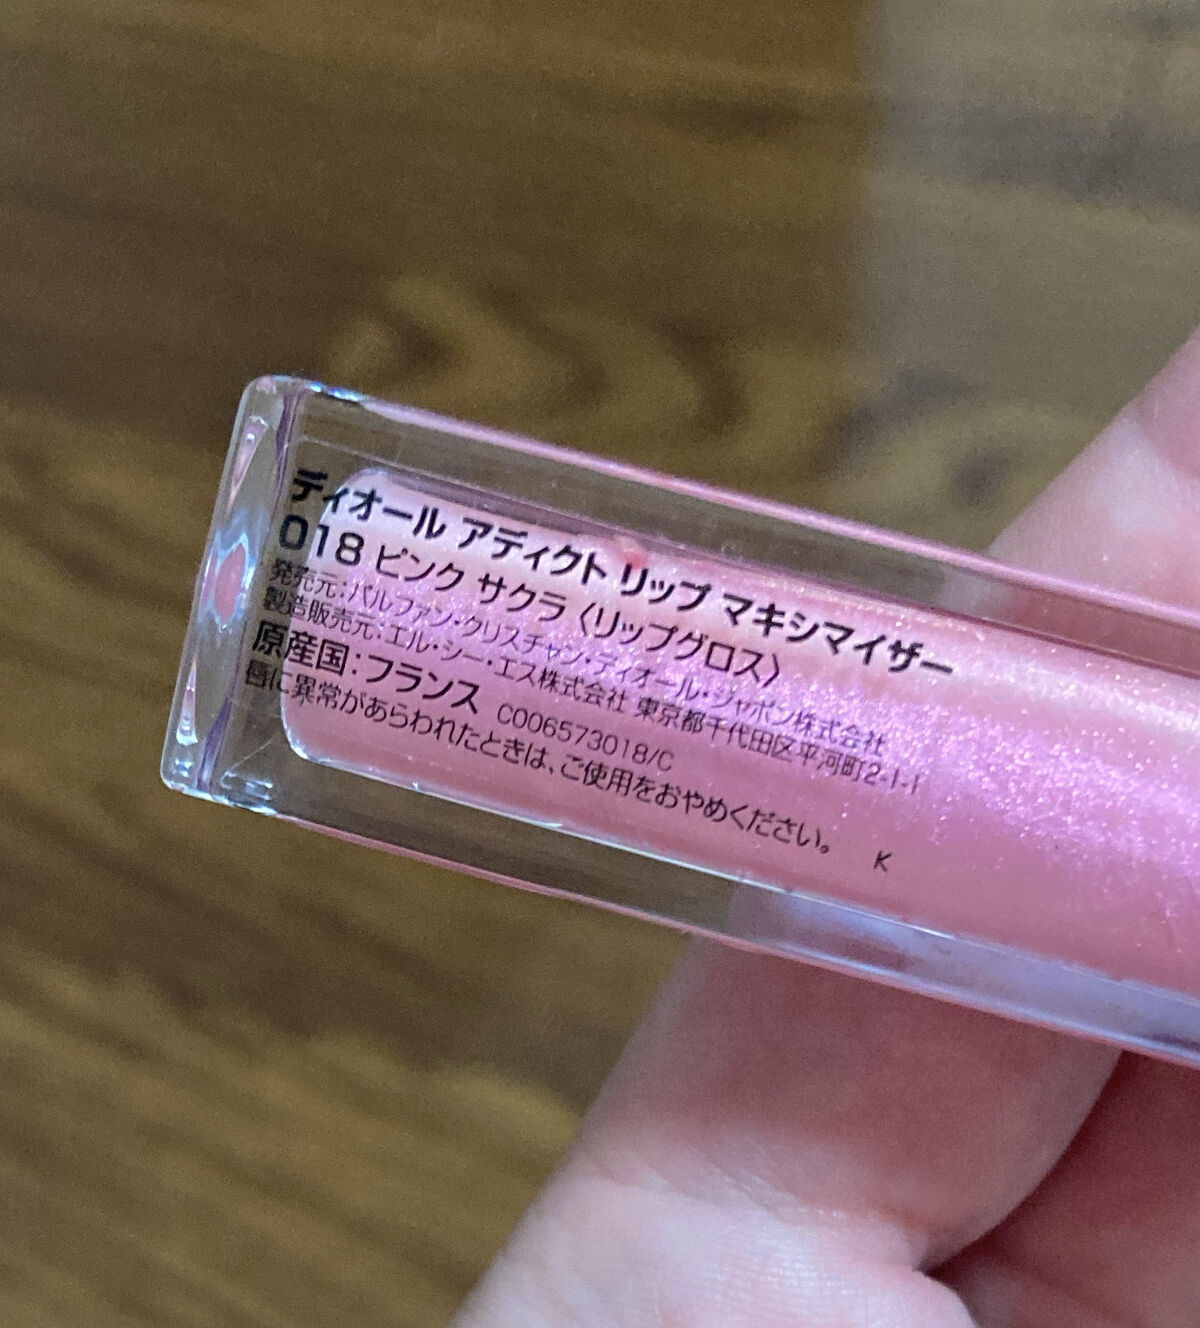 ディオール アディクト リップ マキシマイザー
018 ピンク サクラ〈リップグロス〉
発売元：パルファン・クリスチャン・ディオール・ジャポン株式会社
製造販売元：エル・シー・エス株式会社 東京都千代田区平河町2-1-1
原産国：フランス C006573018/C
唇に異常があらわれたときは、ご使用をおやめください。 K